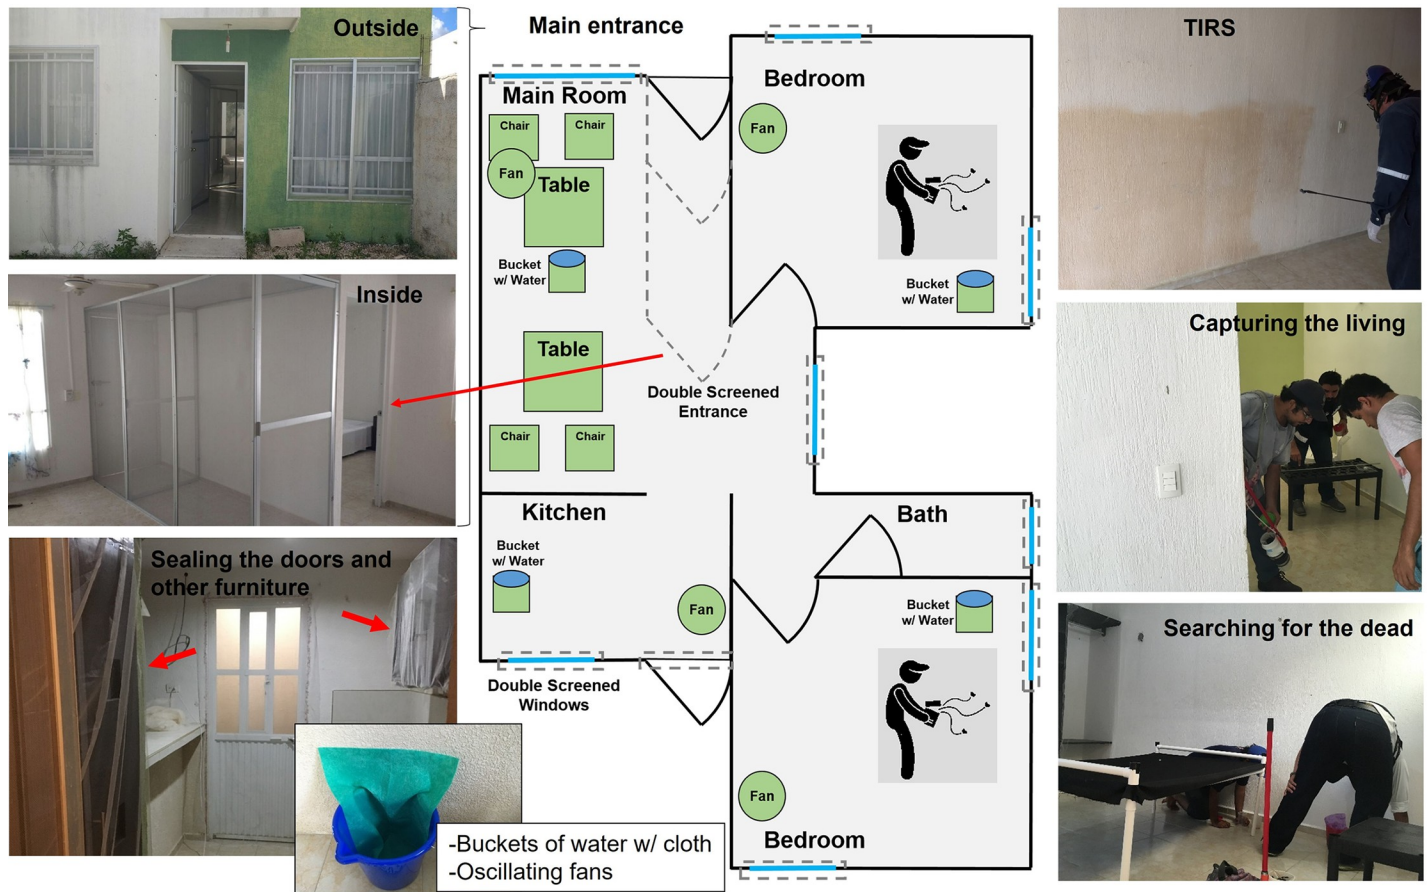 Outside
Inside
Sealing the doors and
other furniture
-Buckets of water w/ cloth
-Oscillating fans
Main entrance
Main Room
Chair
Chair
Fan
Table
Bucket
w/ Water
Table
Chair
Chair
Double Screened
Entrance
Bedroom
Fan
Bucket
w/ Water
Kitchen
Bucket
w/ Water
Fan
Double Screened
Windows
Bath
Bucket
w/ Water
Fan
Bedroom
TIRS
Capturing the living
Searching for the dead